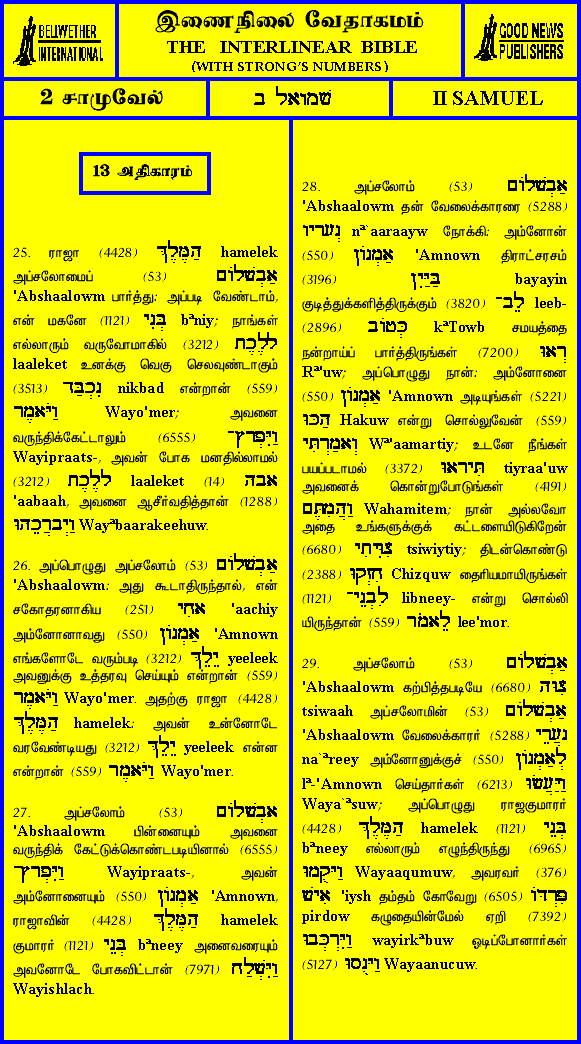 BELLWETHER
INTERNATIONAL
இணைநிலை வேதாகமம்
THE INTERLINEAR BIBLE
(WITH STRONG'S NUMBERS)
GOOD NEWS
PUBLISHERS
2 சாமுவேல்
שמואל ב
II SAMUEL
13 அதிகாரம்
25. ராஜா (4428) הַמֶּלֶךְ hamelek
அப்சலோமைப் (53) אַבְשָׁלוֹם
'Abshaalowm பார்த்து: அப்படி வேண்டாம்,
என் மகனே (1121) בְּנִי bªniy; நாங்கள்
எல்லாரும் வருவோமாகில் (3212) לֵלֶכֶת
laaleket உனக்கு வெகு செலவுண்டாகும்
(3513) נִכְבַּד nikbad என்றான் (559)
וַיֹּאמֶר Wayo'mer; அவனை
வருந்திக்கேட்டாலும் (6555) וַיִּפְרָץ־
Wayipraats-, அவன் போக மனதில்லாமல்
(3212) לָלֶכֶת laaleket (14) אבה
'aabaah, அவனை ஆசீர்வதித்தான் (1288)
וַיְבָרֲכֵהוּ Wayªbaarakeehuw.
26. அப்பொழுது அப்சலோம் (53) אַבְשָׁלוֹם
'Abshaalowm: அது கூடாதிருந்தால், என்
சகோதரனாகிய (251) אָחִי 'aachiy
அம்னோனாவது (550) אַמְנוֹן 'Amnown
எங்களோடே வரும்படி (3212) יֵלֵךְ yeeleek
அவனுக்கு உத்தரவு செய்யும் என்றான் (559)
וַיֹּאמֶר Wayo'mer. அதற்கு ராஜா (4428)
הַמֶּלֶךְ hamelek: அவன் உன்னோடே
வரவேண்டியது (3212) יֵלֵךְ yeeleek என்ன
என்றான் (559) וַיֹּאמֶר Wayo'mer.
27. அப்சலோம் (53) אַבְשָׁלוֹם
'Abshaalowm பின்னையும் அவனை
வருந்திக் கேட்டுக்கொண்டபடியினால் (6555)
וַיִּפְרָץ־ Wayipraats-, அவன்
அம்னோனையும் (550) אַמְנוֹן 'Amnown,
ராஜாவின் (4428) הַמֶּלֶךְ hamelek
குமாரர் (1121) בְּנֵי bªneey அனைவரையும்
அவனோடே போகவிட்டான் (7971) וַיִּשְׁלַח
Wayishlach.
28. அப்சலோம் (53) אַבְשָׁלוֹם
'Abshaalowm தன் வேலைக்காரரை (5288)
נְעָרָיו nª`aaraayw நோக்கி: அம்னோன்
(550) אַמְנוֹן 'Amnown திராட்சரசம்
(3196) בַּיַּיִן bayayin
குடித்துக்களித்திருக்கும் (3820) לֵב־ leeb-
(2896) כְּטוֹב kªTowb சமயத்தை
நன்றாய்ப் பார்த்திருங்கள் (7200) רְאוּ
Rª'uw; அப்பொழுது நான்: அம்னோனை
(550) אַמְנוֹן 'Amnown அடியுங்கள் (5221)
הַכּוּ Hakuw என்று சொல்லுவேன் (559)
וְאָמַרְתִּי Wª'aamartiy; உடனே நீங்கள்
பயப்படாமல் (3372) תִּירְאוּ tiyraa'uw
அவனைக் கொன்றுபோடுங்கள் (4191)
וַהֲמִתֶּם Wahamitem; நான் அல்லவோ
அதை உங்களுக்குக் கட்டளையிடுகிறேன்
(6680) צִוִּיתִי tsiwiytiy; திடன்கொண்டு
(2388) חִזְקוּ Chizquw தைரியமாயிருங்கள்
(1121) לִבְנֵי־ libneey- என்று சொல்லி
யிருந்தான் (559) לֵאמֹר lee'mor.
29. அப்சலோம் (53) אַבְשָׁלוֹם
'Abshaalowm கற்பித்தபடியே (6680) צִוָּה
tsiwaah அப்சலோமின் (53) אַבְשָׁלוֹם
'Abshaalowm வேலைக்காரர் (5288) נַעֲרֵי
na`areey அம்னோனுக்குச் (550) לְאַמְנוֹן
lª-'Amnown செய்தார்கள் (6213) וַיַּעֲשׂוּ
Waya`ªsuw; அப்பொழுது ராஜகுமாரர்
(4428) הַמֶּלֶךְ hamelek (1121) בְּנֵי
bªneey எல்லாரும் எழுந்திருந்து (6965)
וַיָּקֻמוּ Wayaaqumuw, அவரவர் (376)
אִישׁ 'iysh தம்தம் கோவேறு (6505) פִּרְדּוֹ
pirdow கழுதையின்மேல் ஏறி (7392)
וַיִּרְכְּבוּ wayirkªbuw ஓடிப்போனார்கள்
(5127) וַיָּנֻסוּ Wayaanucuw.